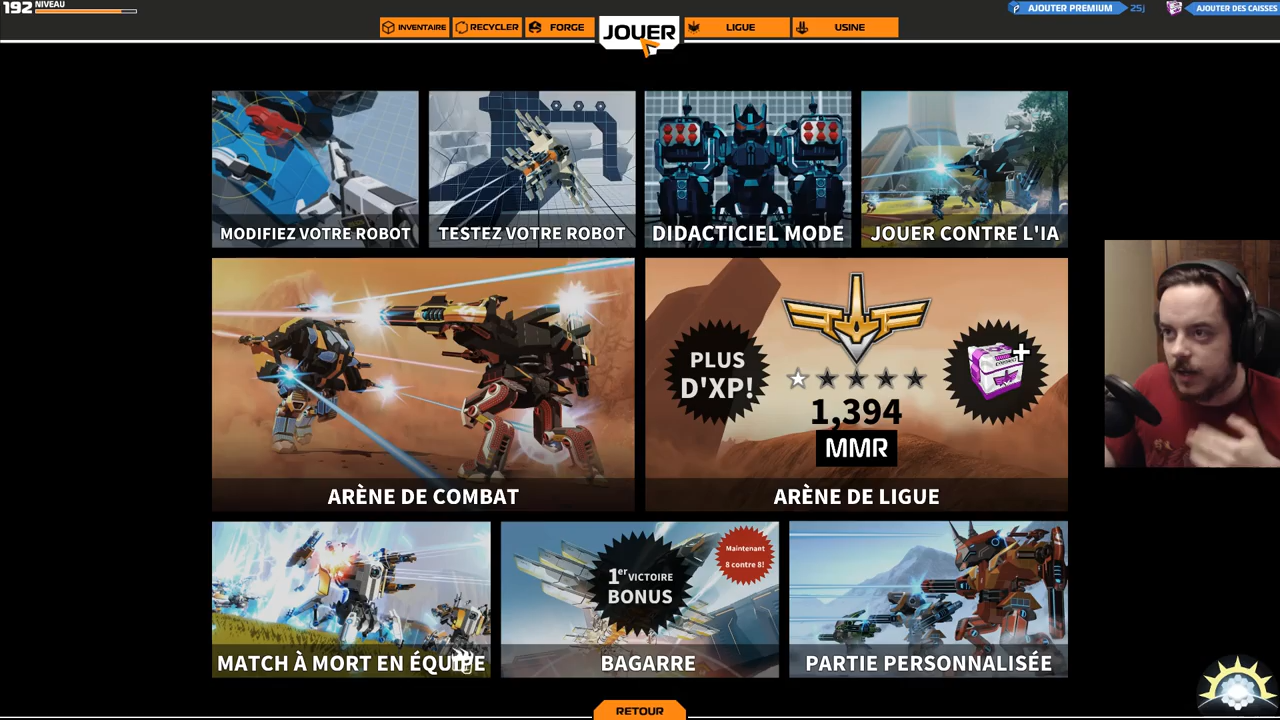 192 NIVEAU
INVENTAIRE
RECYCLER
FORGE
JOUER
LIGUE
USINE
AJOUTER PREMIUM 25j
AJOUTER DES CAISSES
MODIFIEZ VOTRE ROBOT
TESTEZ VOTRE ROBOT
DIDACTICIEL MODE
JOUER CONTRE L'IA
ARÈNE DE COMBAT
PLUS
D'XP!
1,394
MMR
ARÈNE DE LIGUE
MATCH À MORT EN ÉQUIPE
1er VICTOIRE
BONUS
Maintenant
8 contre 8!
BAGARRE
PARTIE PERSONNALISÉE
RETOUR